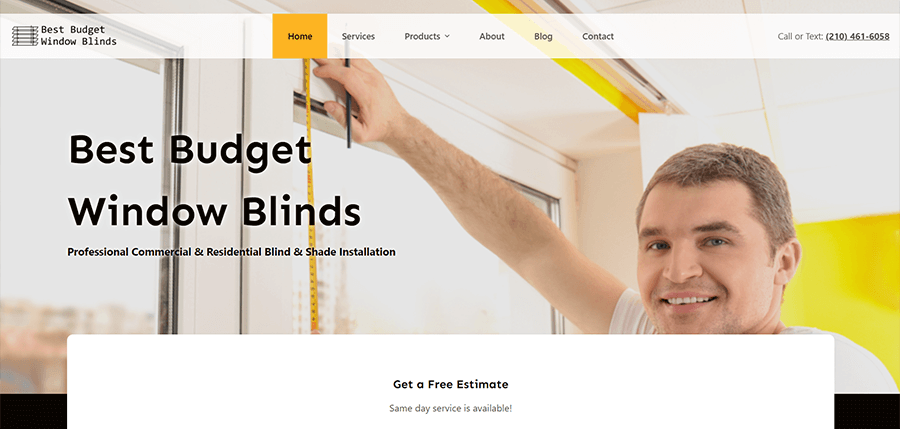 Best Budget
Window Blinds
Home
Services
Products
About
Blog
Contact
Call or Text: (210) 461-6058
Best Budget
Window Blinds
Professional Commercial & Residential Blind & Shade Installation
Get a Free Estimate
Same day service is available!